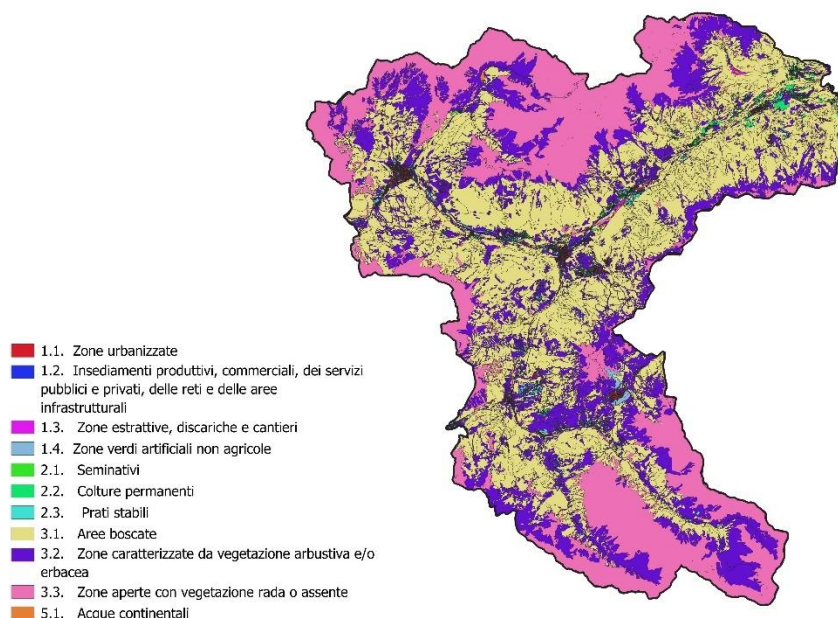 1.1. Zone urbanizzate
1.2. Insediamenti produttivi, commerciali, dei servizi
pubblici e privati, delle reti e delle aree
infrastrutturali
1.3. Zone estrattive, discariche e cantieri
1.4. Zone verdi artificiali non agricole
2.1. Seminativi
2.2. Colture permanenti
2.3. Prati stabili
3.1. Aree boscate
3.2. Zone caratterizzate da vegetazione arbustiva e/o
erbacea
3.3. Zone aperte con vegetazione rada o assente
5.1. Acque continentali